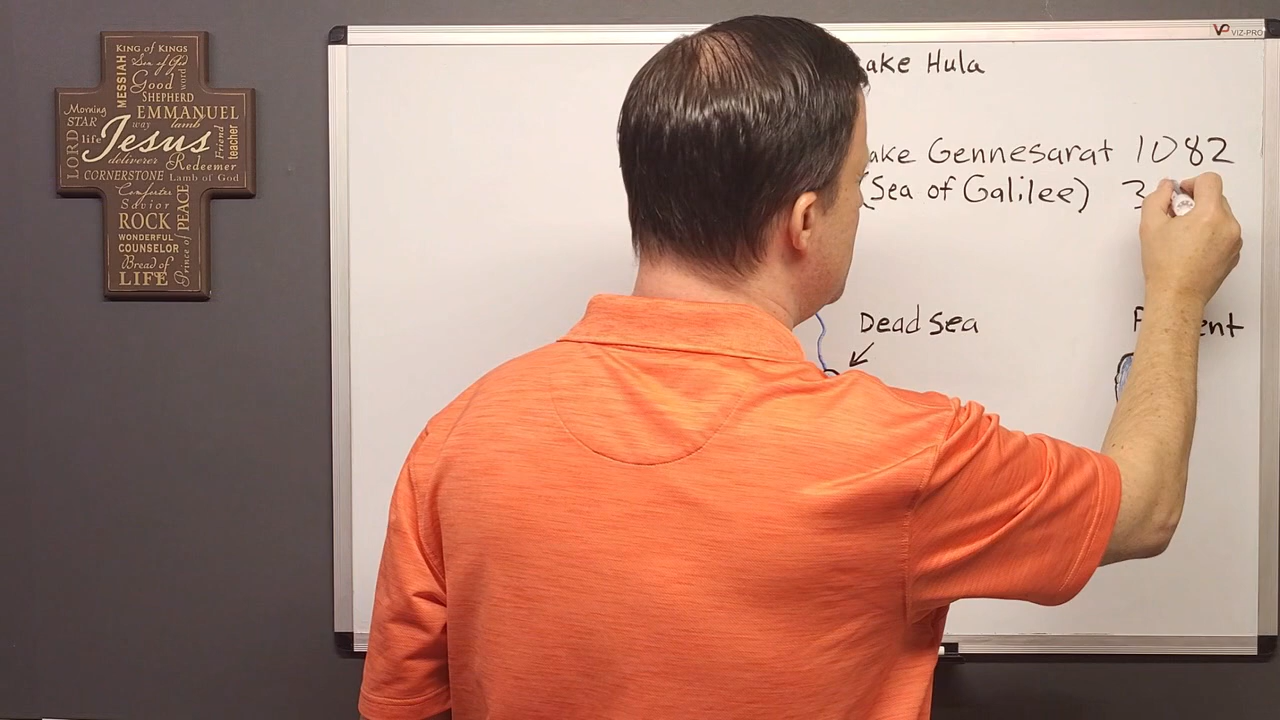 KING of KINGS
MESSIAH
Son of God
Good
word
SHEPHERD
Morning
STAR
EMMANUEL
way
lamb
LORD
life
Jesus
Friend
teacher
deliverer
Redeemer
CORNERSTONE
Lamb of God
Comforter
Savior
PEACE
ROCK
WONDERFUL
COUNSELOR
Prince of
Bread of
LIFE
VP VIZ-PRO
ake Hula
ake Gennesarat 1082
(Sea of Galilee) 3
Dead Sea
ent